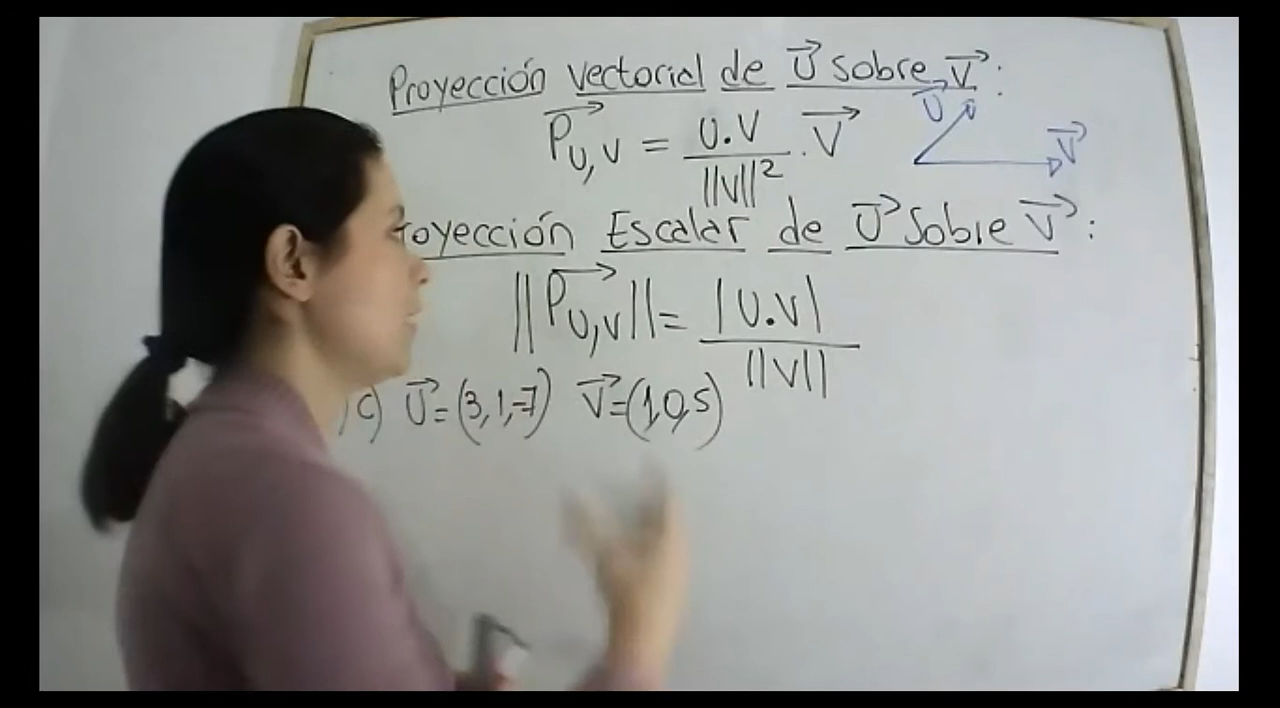 Proyección vectorial de U sobre V:
U
V
P U,V = U.V / ||V||² . V
royección Escalar de U Sobre V:
||P U,V|| = |U.V| / ||V||
c) U=(3,1,-7) V=(1,0,5)